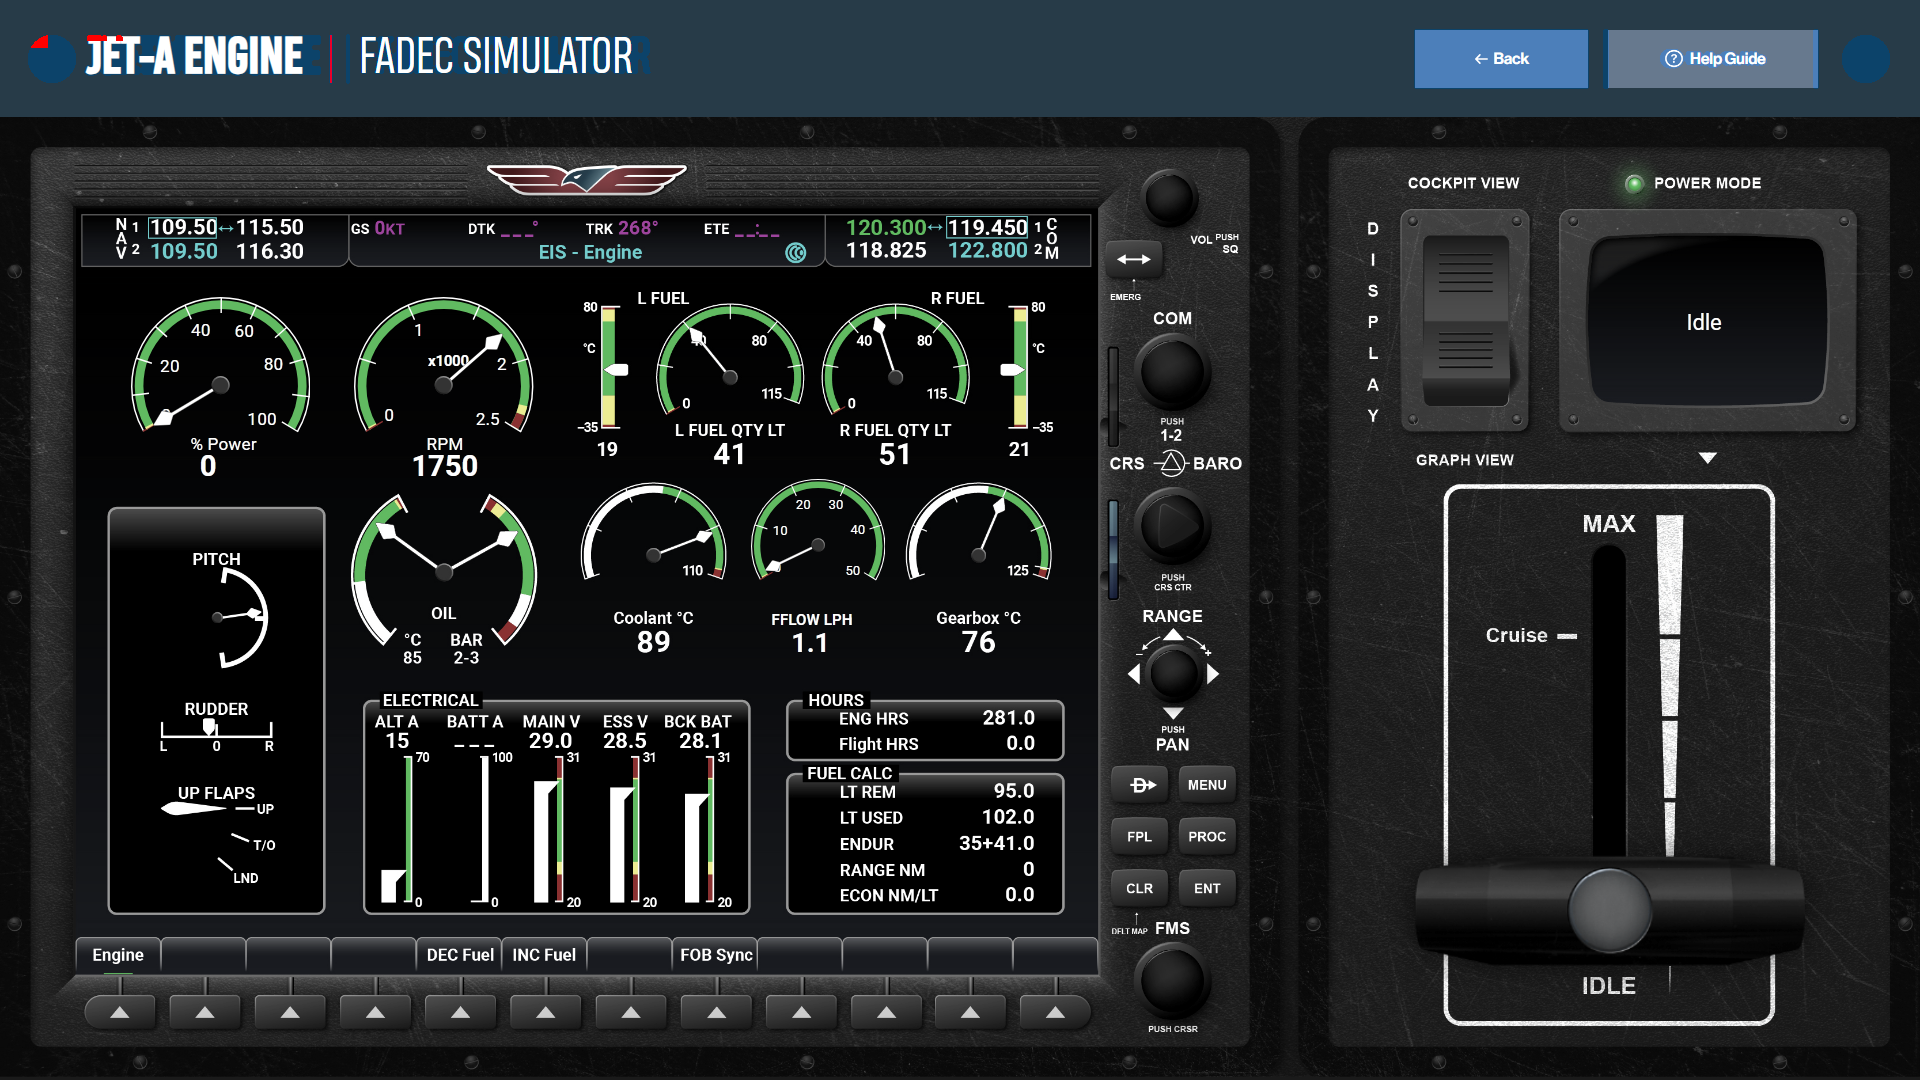 JET-A ENGINE | FADEC SIMULATOR
← Back
? Help Guide
NAV 1 109.50↔115.50
2 109.50 116.30
GS 0KT DTK ___° TRK 268° ETE __:__
EIS - Engine
120.300↔119.450 1 COM
118.825 122.800 2
VOL PUSH SQ
EMERG
0 20 40 60 80 100
% Power
0
0 1 2 2.5
x1000
RPM
1750
80 °C -35
19
L FUEL
0 40 80 115
L FUEL QTY LT
41
R FUEL
0 40 80 115
R FUEL QTY LT
51
80 °C -35
21
PITCH
RUDDER
L 0 R
UP FLAPS
UP
T/O
LND
OIL
°C BAR
85 2-3
110
Coolant °C
89
0 10 20 30 40 50
FFLOW LPH
1.1
125
Gearbox °C
76
ELECTRICAL
ALT A BATT A MAIN V ESS V BCK BAT
15 _ _ _ 29.0 28.5 28.1
70 100 31 31 31
0 0 20 20 20
HOURS
ENG HRS 281.0
Flight HRS 0.0
FUEL CALC
LT REM 95.0
LT USED 102.0
ENDUR 35+41.0
RANGE NM 0
ECON NM/LT 0.0
Engine DEC Fuel INC Fuel FOB Sync
COM
PUSH
1-2
CRS BARO
PUSH
CRS CTR
RANGE
- +
PUSH
PAN
D MENU
FPL PROC
CLR ENT
DFLT MAP FMS
PUSH CRSR
COCKPIT VIEW
DISPLAY
GRAPH VIEW
POWER MODE
Idle
MAX
Cruise
IDLE